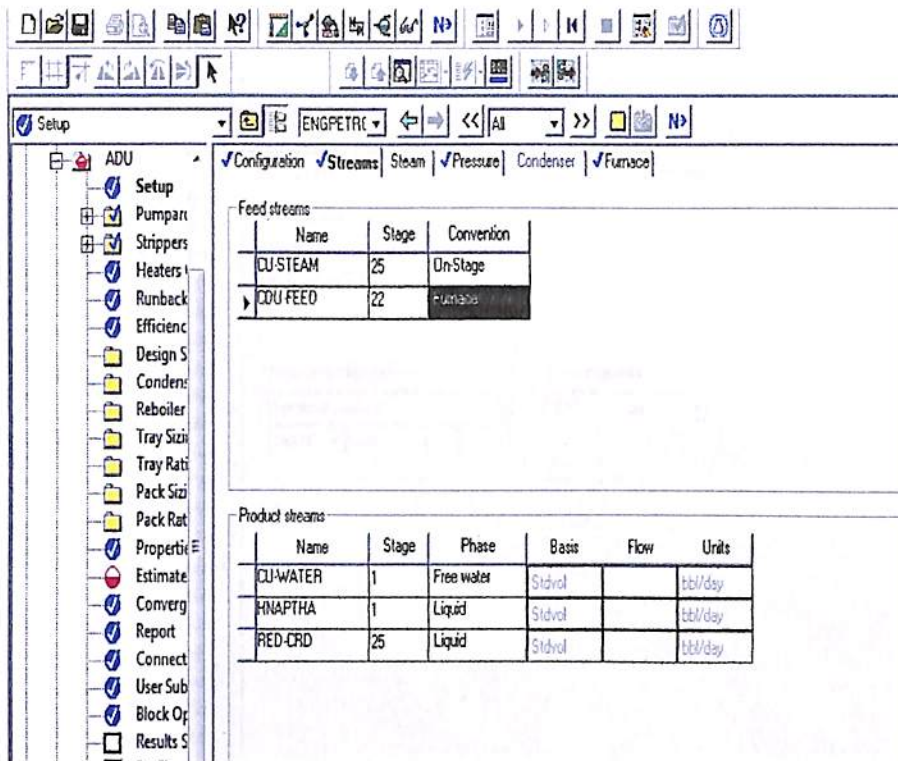 N>
Setup ENGPETRO << All >> N>
ADU
Setup
Pumparo
Strippers
Heaters
Runback
Efficienc
Design S
Condens
Reboiler
Tray Sizi
Tray Rati
Pack Sizi
Pack Rat
Propertie
Estimate
Converg
Report
Connect
User Sub
Block Op
Results S
Configuration Streams Steam Pressure Condenser Furnace
Feed streams
Name Stage Convention
CU-STEAM 25 On-Stage
CDU-FEED 22 Furnace
Product streams
Name Stage Phase Basis Flow Units
CU-WATER 1 Free water Stdvol bbl/day
HNAPTHA 1 Liquid Stdvol bbl/day
RED-CRD 25 Liquid Stdvol bbl/day